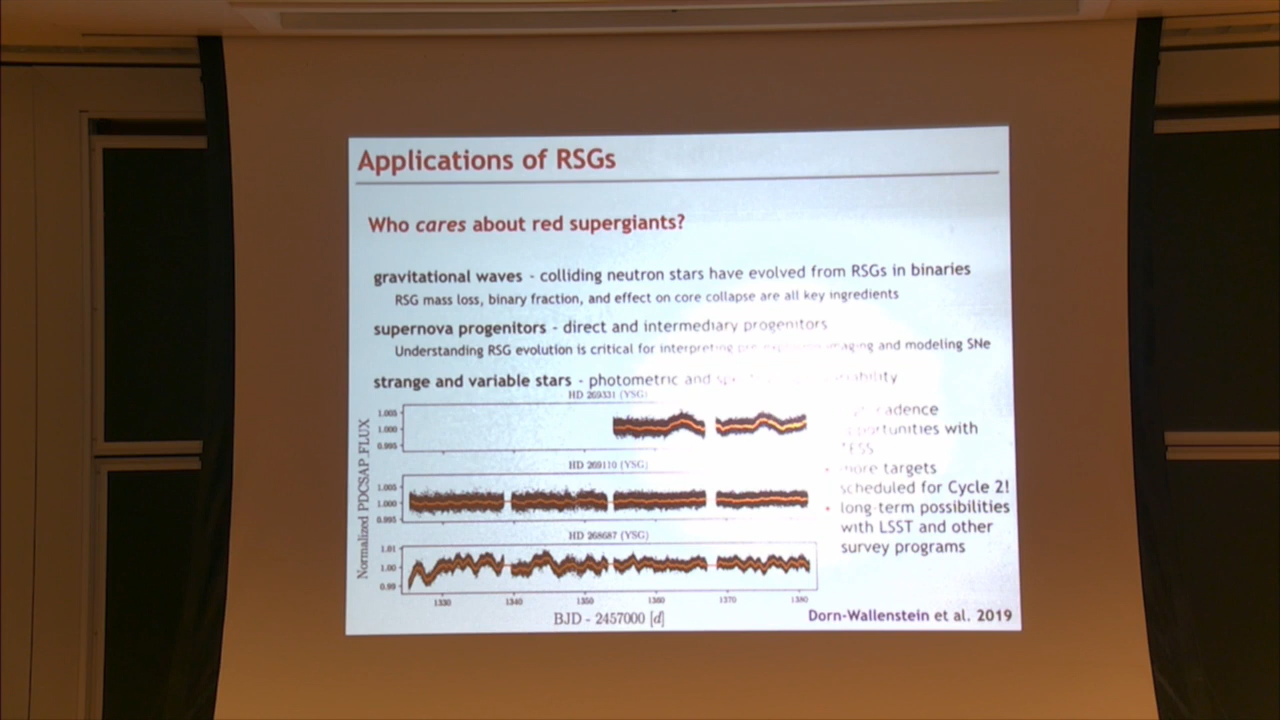 Applications of RSGs
Who cares about red supergiants?
gravitational waves - colliding neutron stars have evolved from RSGs in binaries
RSG mass loss, binary fraction, and effect on core collapse are all key ingredients
supernova progenitors - direct and intermediary progenitors
Understanding RSG evolution is critical for interpreting imaging and modeling SNe
strange and variable stars - photometric and variability
HD 269331 (YSG)
1.005
1.000
0.995
cadence
opportunities with
TESS
HD 269110 (YSG)
1.005
1.000
0.995
• more targets
scheduled for Cycle 2!
• long-term possibilities
with LSST and other
survey programs
HD 268687 (YSG)
1.01
1.00
0.99
Normalized PDCSAP_FLUX
1330 1340 1350 1360 1370 1380
BJD - 2457000 [d]
Dorn-Wallenstein et al. 2019